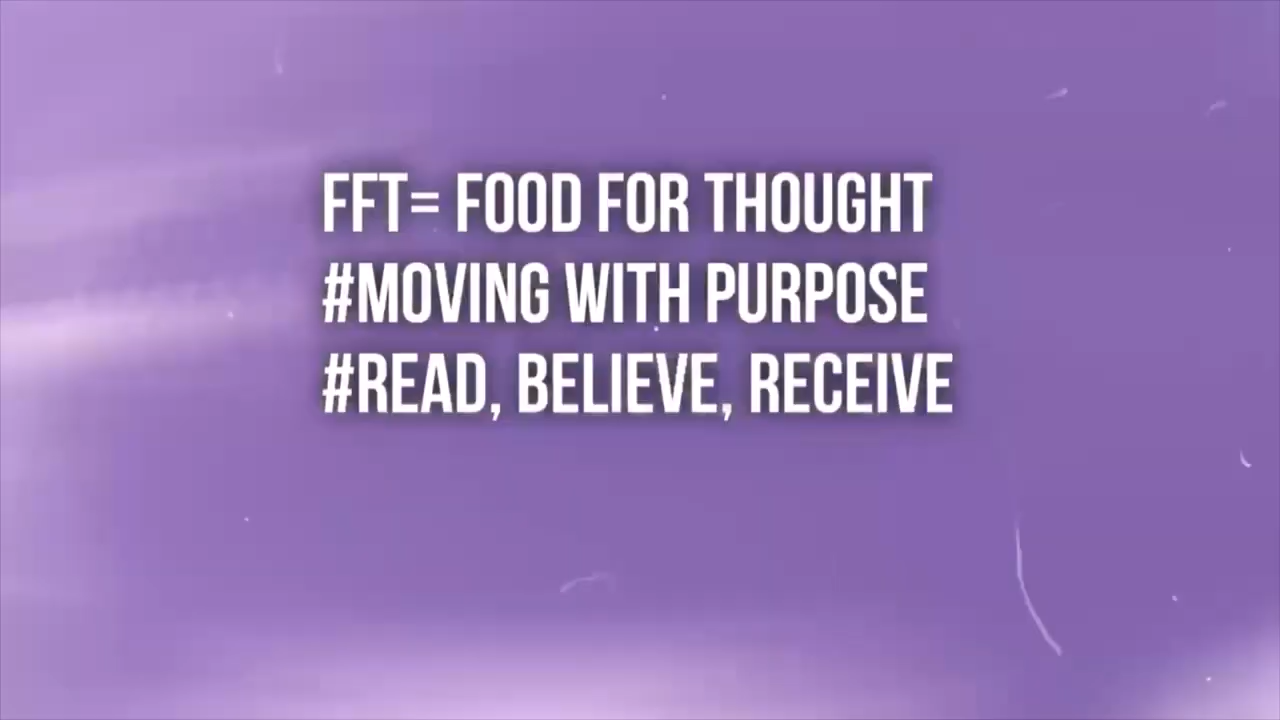 FFT= FOOD FOR THOUGHT
#MOVING WITH PURPOSE
#READ, BELIEVE, RECEIVE